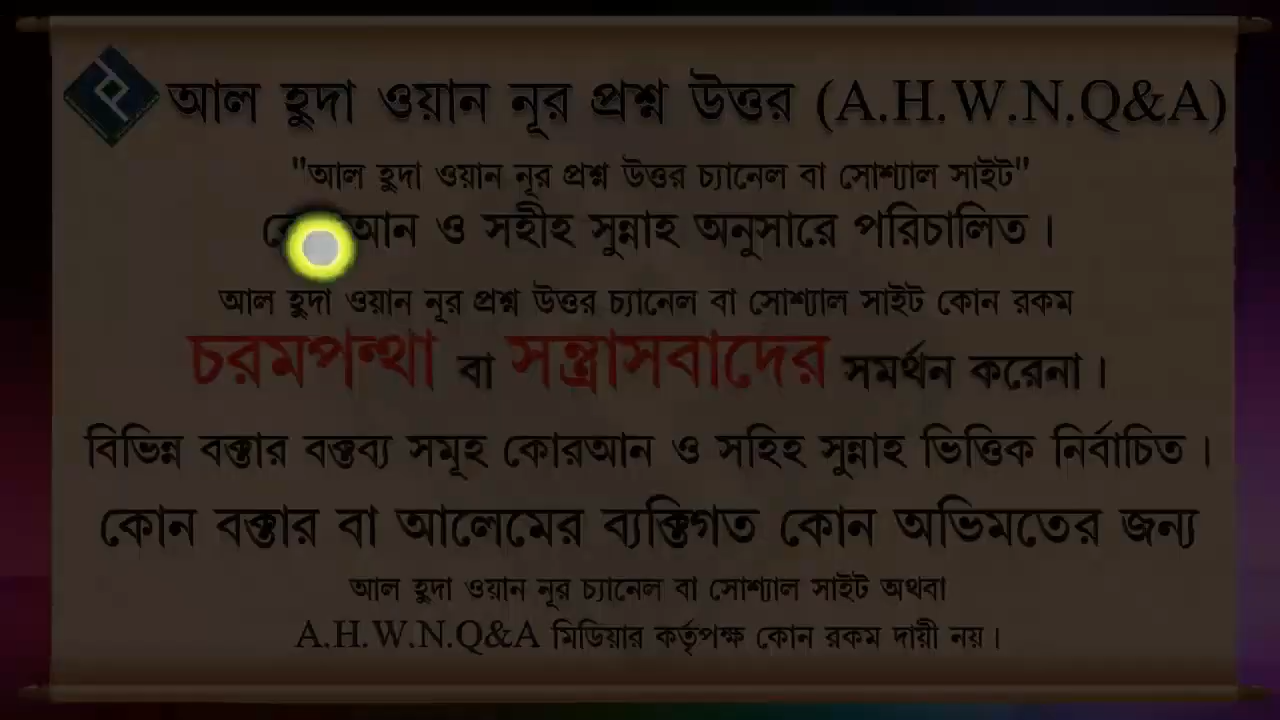 আল হুদা ওয়ান নূর প্রশ্ন উত্তর (A.H.W.N.Q&A)
"আল হুদা ওয়ান নূর প্রশ্ন উত্তর চ্যানেল বা সোশ্যাল সাইট"
ও সহীহ সুন্নাহ অনুসারে পরিচালিত।
আল হুদা ওয়ান নূর প্রশ্ন উত্তর চ্যানেল বা সোশ্যাল সাইট কোন রকম
চরমপন্থা বা সন্ত্রাসবাদের সমর্থন করেনা।
বিভিন্ন বক্তার বক্তব্য সমূহ কোরআন ও সহিহ সুন্নাহ ভিত্তিক নির্বাচিত।
কোন বক্তার বা আলেমের ব্যক্তিগত কোন অভিমতের জন্য
আল হুদা ওয়ান নূর চ্যানেল বা সোশ্যাল সাইট অথবা
A.H.W.N.Q&A মিডিয়ার কর্তৃপক্ষ কোন রকম দায়ী নয়।